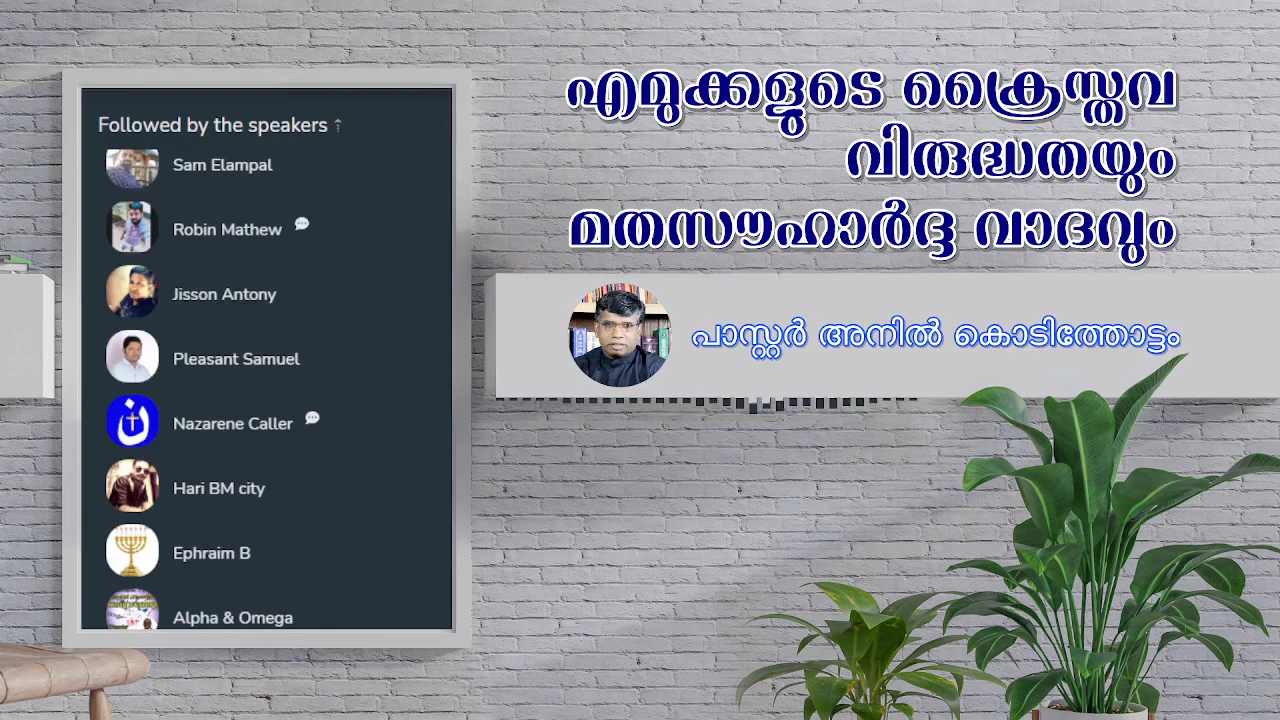 Followed by the speakers ↑
Sam Elampal
Robin Mathew
Jisson Antony
Pleasant Samuel
Nazarene Caller
Hari BM city
Ephraim B
Alpha & Omega
എമുക്കളുടെ ക്രൈസ്തവ
വിരുദ്ധതയും
മതസൗഹാർദ്ദ വാദവും
പാസ്റ്റർ അനിൽ കൊടിത്തോട്ടം